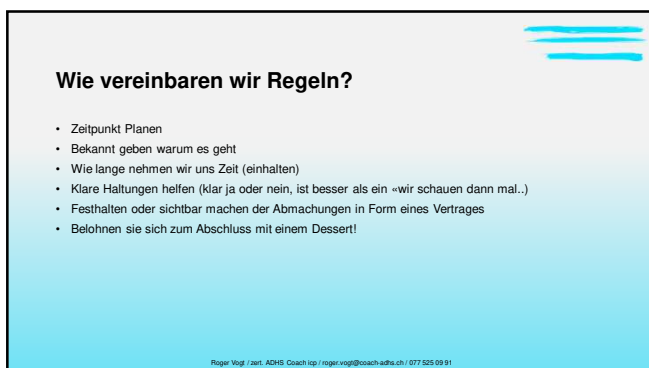 Wie vereinbaren wir Regeln?
• Zeitpunkt Planen
• Bekannt geben warum es geht
• Wie lange nehmen wir uns Zeit (einhalten)
• Klare Haltungen helfen (klar ja oder nein, ist besser als ein «wir schauen dann mal..)
• Festhalten oder sichtbar machen der Abmachungen in Form eines Vertrages
• Belohnen sie sich zum Abschluss mit einem Dessert!
Roger Vogt / zert. ADHS Coach icp / roger.vogt@coach-adhs.ch / 077 525 09 91